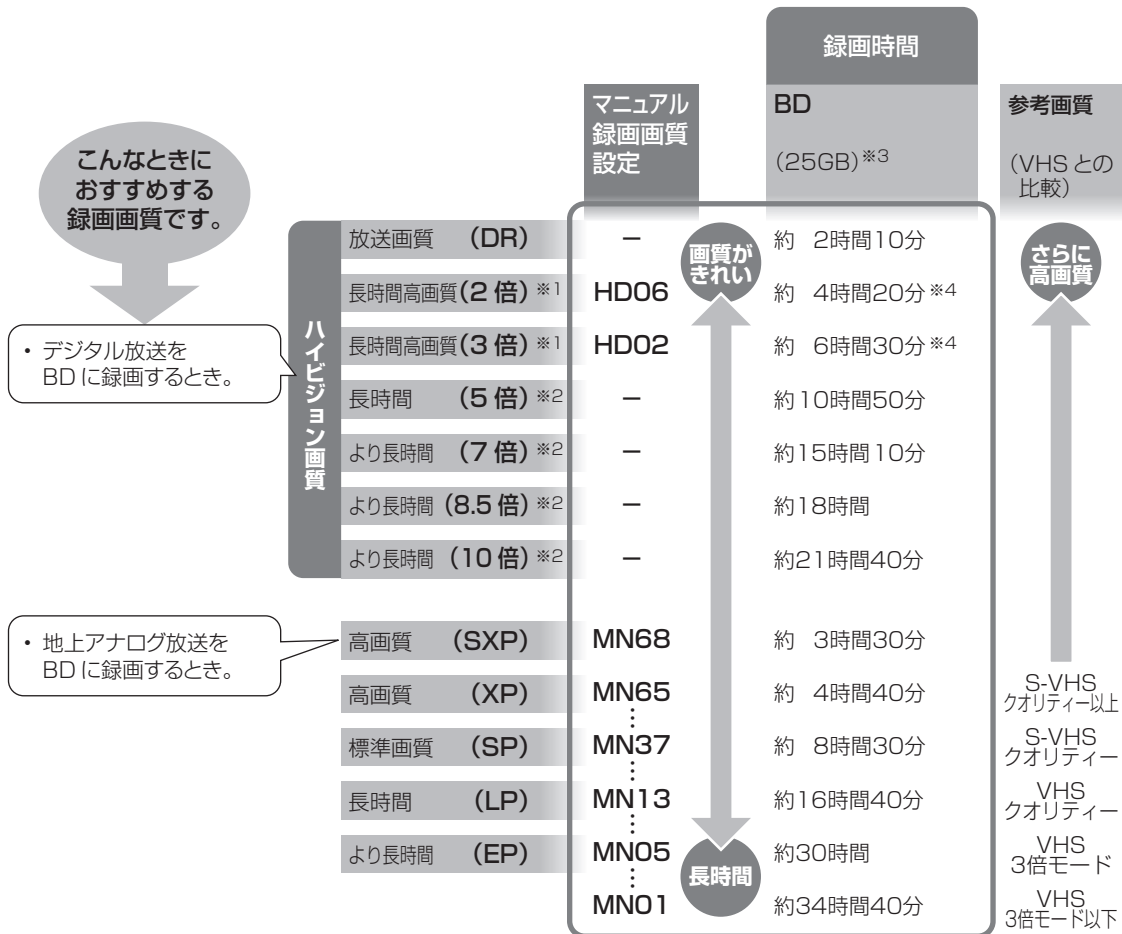 録画時間
マニュアル
録画画質
設定
BD
(25GB)※3
参考画質
(VHSとの
比較)
こんなときに
おすすめする
録画画質です。
・ デジタル放送を
BDに録画するとき。
ハイビジョン画質
画質が
きれい
さらに
高画質
放送画質 (DR) － 約 2時間10分
長時間高画質(2倍)※1 HD06 約 4時間20分※4
長時間高画質(3倍)※1 HD02 約 6時間30分※4
長時間 (5倍)※2 － 約10時間50分
より長時間 (7倍)※2 － 約15時間10分
より長時間 (8.5倍)※2 － 約18時間
より長時間 (10倍)※2 － 約21時間40分
・ 地上アナログ放送を
BDに録画するとき。
高画質 (SXP) MN68 約 3時間30分
高画質 (XP) MN65 約 4時間40分
S-VHS
クオリティー以上
標準画質 (SP) MN37 約 8時間30分
S-VHS
クオリティー
長時間 (LP) MN13 約16時間40分
VHS
クオリティー
より長時間 (EP) MN05 約30時間
VHS
3倍モード
長時間
MN01 約34時間40分
VHS
3倍モード以下